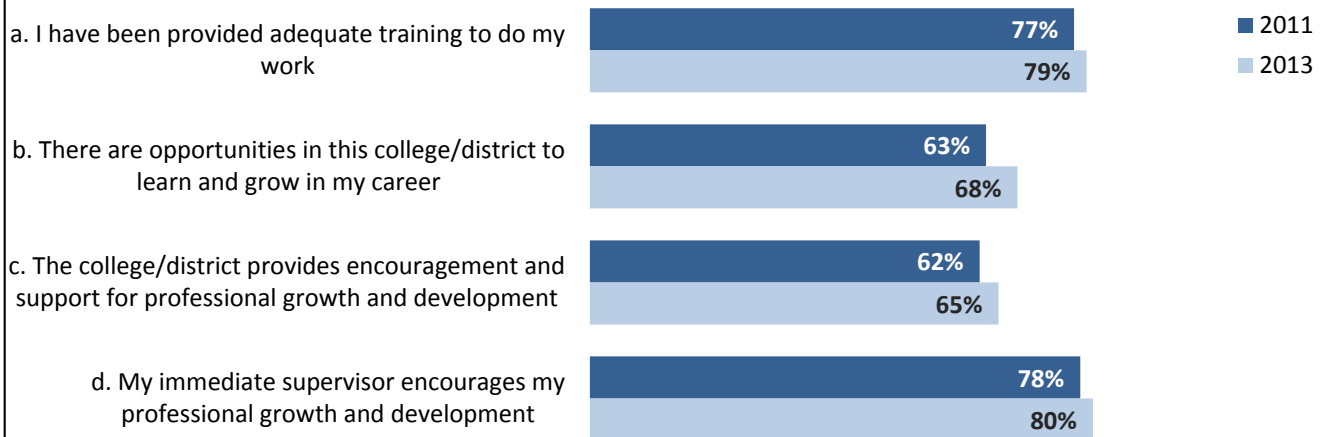 a. I have been provided adequate training to do my
work
77%
79%
2011
2013
b. There are opportunities in this college/district to
learn and grow in my career
63%
68%
c. The college/district provides encouragement and
support for professional growth and development
62%
65%
d. My immediate supervisor encourages my
professional growth and development
78%
80%